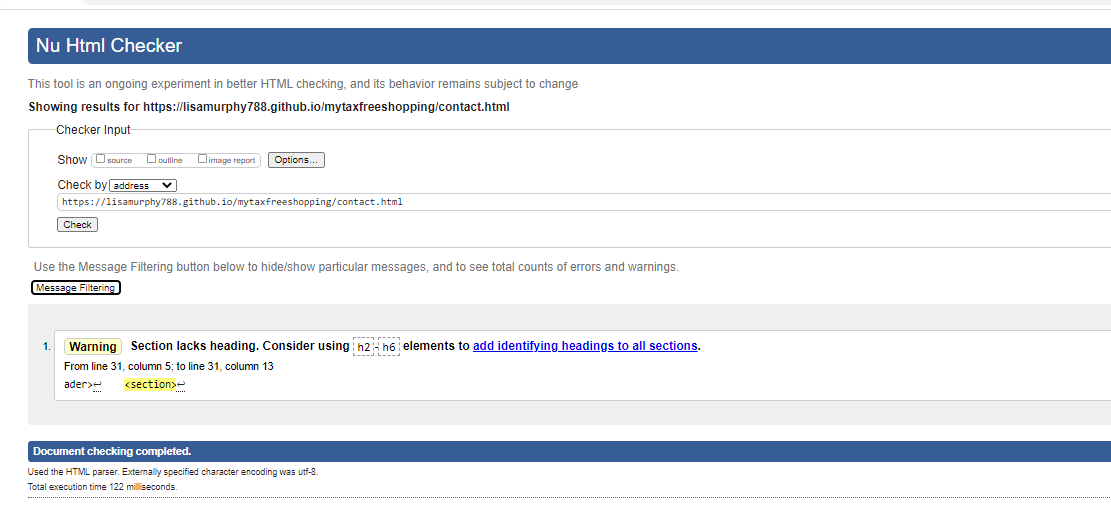 Nu Html Checker
This tool is an ongoing experiment in better HTML checking, and its behavior remains subject to change
Showing results for https://lisamurphy788.github.io/mytaxfreeshopping/contact.html
Checker Input
Show source outline image report Options...
Check by address
https://lisamurphy788.github.io/mytaxfreeshopping/contact.html
Check
Use the Message Filtering button below to hide/show particular messages, and to see total counts of errors and warnings.
Message Filtering
1. Warning Section lacks heading. Consider using h2-h6 elements to add identifying headings to all sections.
From line 31, column 5; to line 31, column 13
ader>↩ <section>↩
Document checking completed.
Used the HTML parser. Externally specified character encoding was utf-8.
Total execution time 122 milliseconds.